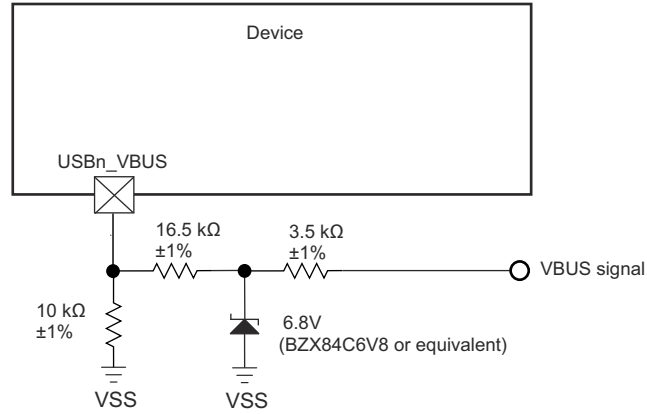 Device
USBn_VBUS
16.5 kΩ
±1%
3.5 kΩ
±1%
VBUS signal
10 kΩ
±1%
6.8V
(BZX84C6V8 or equivalent)
VSS
VSS